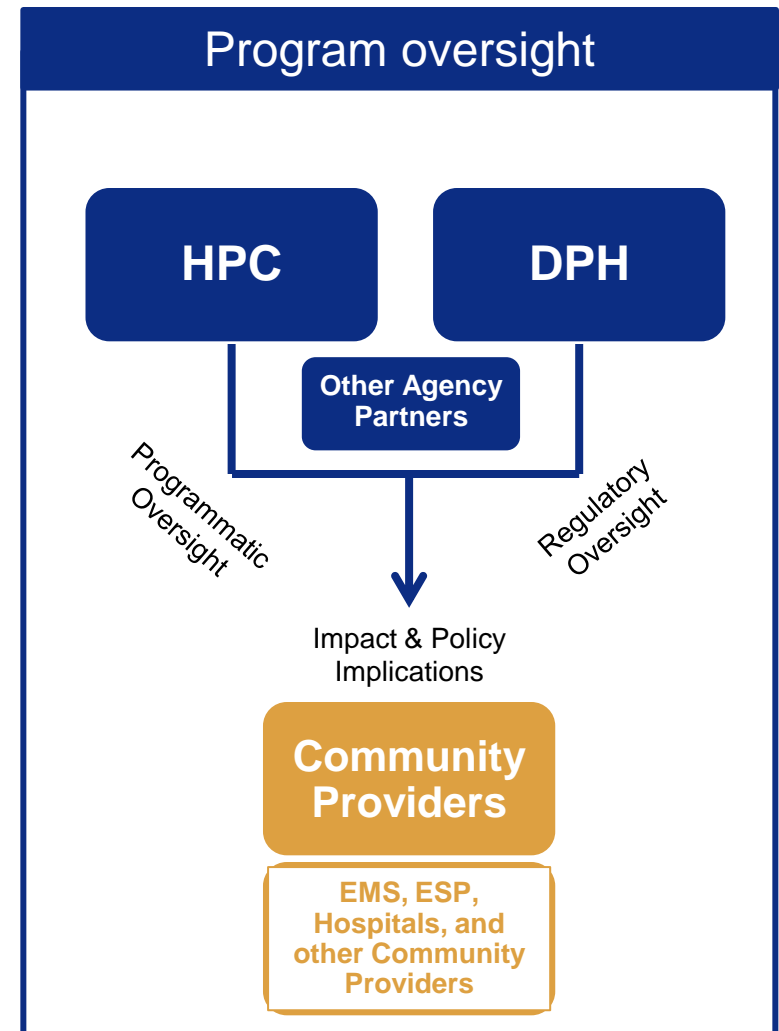 Program oversight
HPC
DPH
Other Agency
Partners
Programmatic
Oversight
Regulatory
Oversight
Impact & Policy
Implications
Community
Providers
EMS, ESP,
Hospitals, and
other Community
Providers